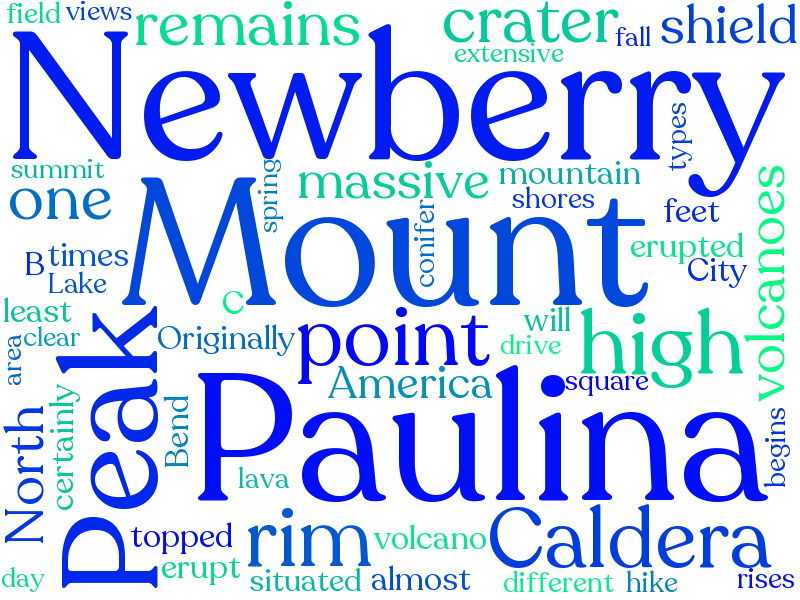 field
views
remains
crater
fall
shield
extensive
Newberry
types
summit
one
spring
massive
mountain
shores
conifer
feet
volcanoes
Mount
erupted
City
B
times
Lake
C
least
clear
area
Originally
point
will
drive
high
Peak
America
square
Paulina
North
certainly
Bend
lava
begins
topped
rim
volcano
Caldera
day
erupt
situated
almost
different
hike
rises